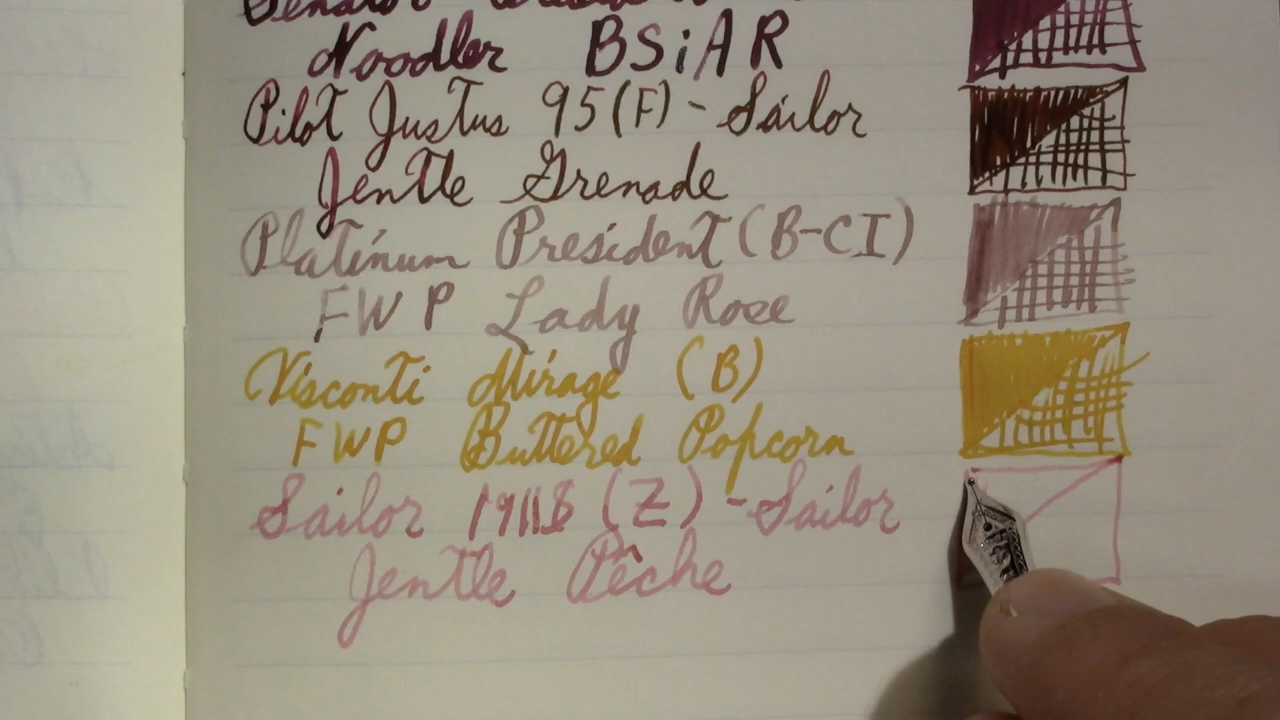 Senator
Noodler BSiAR
Pilot Justus 95(F) - Sailor
Jentle Grenade
Platinum President (B-CI)
FWP Lady Rose
Visconti Mirage (B)
FWP Buttered Popcorn
Sailor 1911S (Z) - Sailor
Jentle Pêche